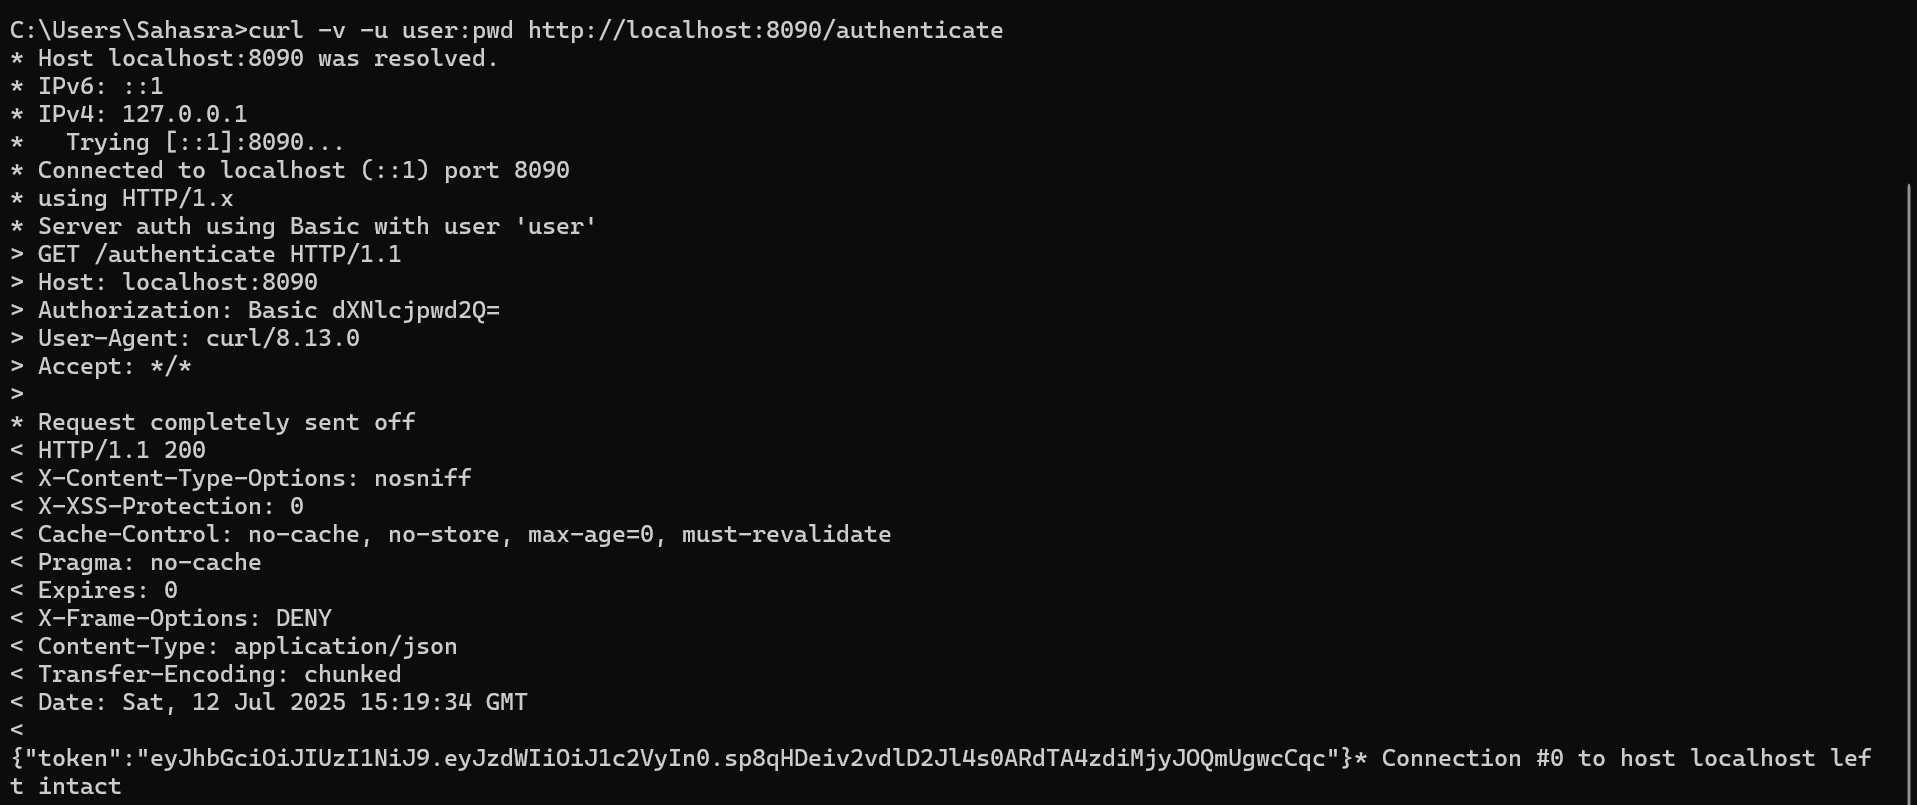 C:\Users\Sahasra>curl -v -u user:pwd http://localhost:8090/authenticate
* Host localhost:8090 was resolved.
* IPv6: ::1
* IPv4: 127.0.0.1
*   Trying [::1]:8090...
* Connected to localhost (::1) port 8090
* using HTTP/1.x
* Server auth using Basic with user 'user'
> GET /authenticate HTTP/1.1
> Host: localhost:8090
> Authorization: Basic dXNlcjpwd2Q=
> User-Agent: curl/8.13.0
> Accept: */*
>
* Request completely sent off
< HTTP/1.1 200
< X-Content-Type-Options: nosniff
< X-XSS-Protection: 0
< Cache-Control: no-cache, no-store, max-age=0, must-revalidate
< Pragma: no-cache
< Expires: 0
< X-Frame-Options: DENY
< Content-Type: application/json
< Transfer-Encoding: chunked
< Date: Sat, 12 Jul 2025 15:19:34 GMT
<
{"token":"eyJhbGciOiJIUzI1NiJ9.eyJzdWIiOiJ1c2VyIn0.sp8qHDeiv2vdlD2Jl4s0ARdTA4zdiMjyJOQmUgwcCqc"}* Connection #0 to host localhost lef
t intact